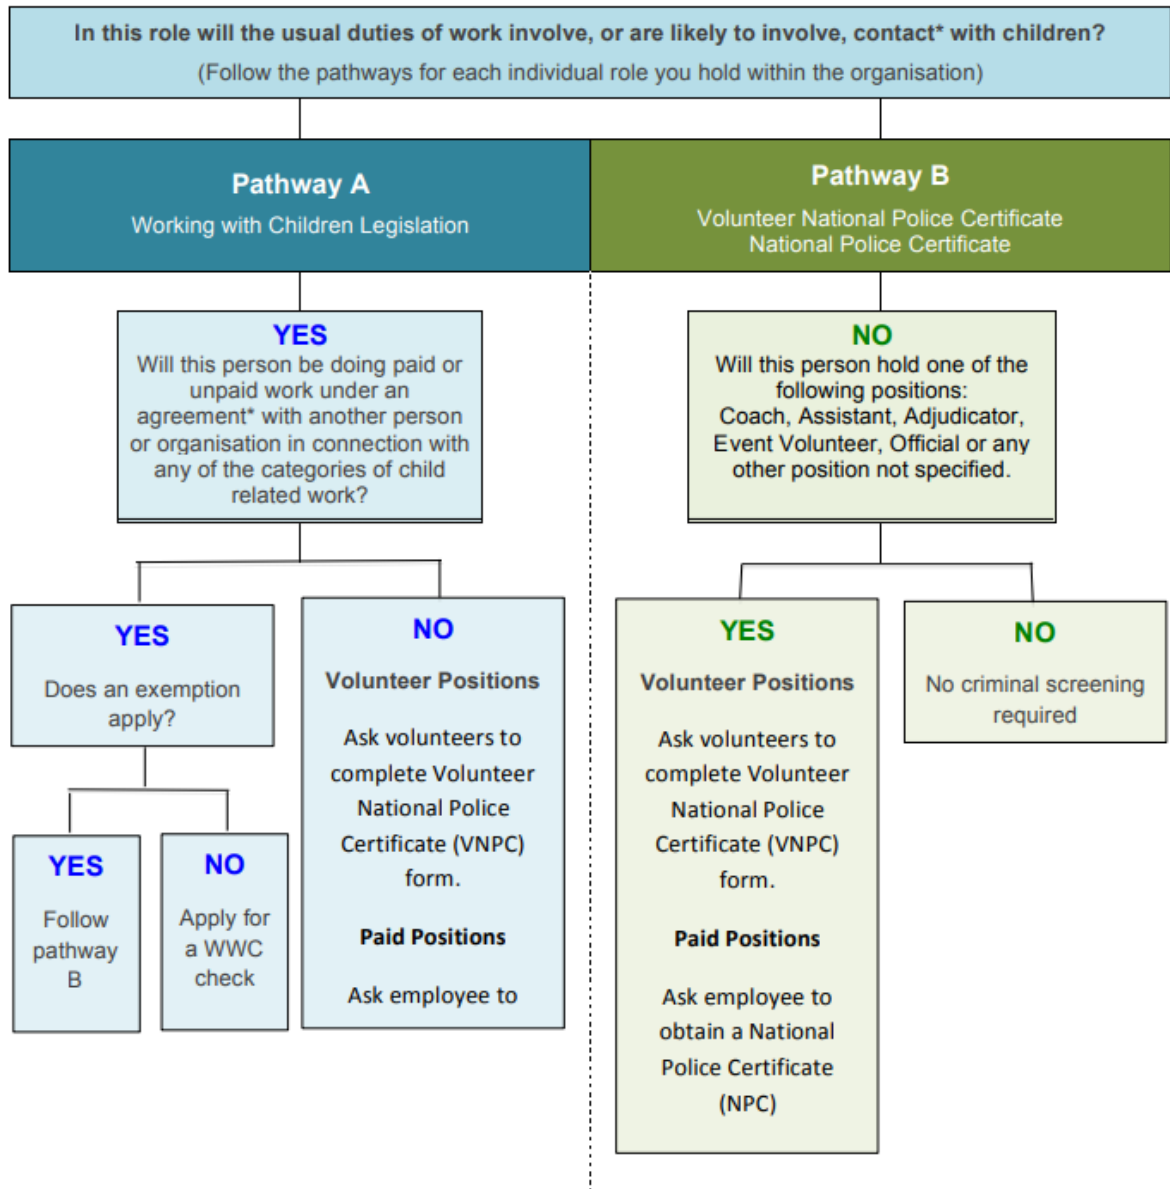 In this role will the usual duties of work involve, or are likely to involve, contact* with children?
(Follow the pathways for each individual role you hold within the organisation)
Pathway A
Working with Children Legislation
Pathway B
Volunteer National Police Certificate
National Police Certificate
YES
Will this person be doing paid or
unpaid work under an
agreement* with another person
or organisation in connection with
any of the categories of child
related work?
NO
Will this person hold one of the
following positions:
Coach, Assistant, Adjudicator,
Event Volunteer, Official or any
other position not specified.
YES
Does an exemption
apply?
YES
Follow
pathway
B
NO
Apply for
a WWC
check
NO
Volunteer Positions
Ask volunteers to
complete Volunteer
National Police
Certificate (VNPC)
form.
Paid Positions
Ask employee to
YES
Volunteer Positions
Ask volunteers to
complete Volunteer
National Police
Certificate (VNPC)
form.
Paid Positions
Ask employee to
obtain a National
Police Certificate
(NPC)
NO
No criminal screening
required